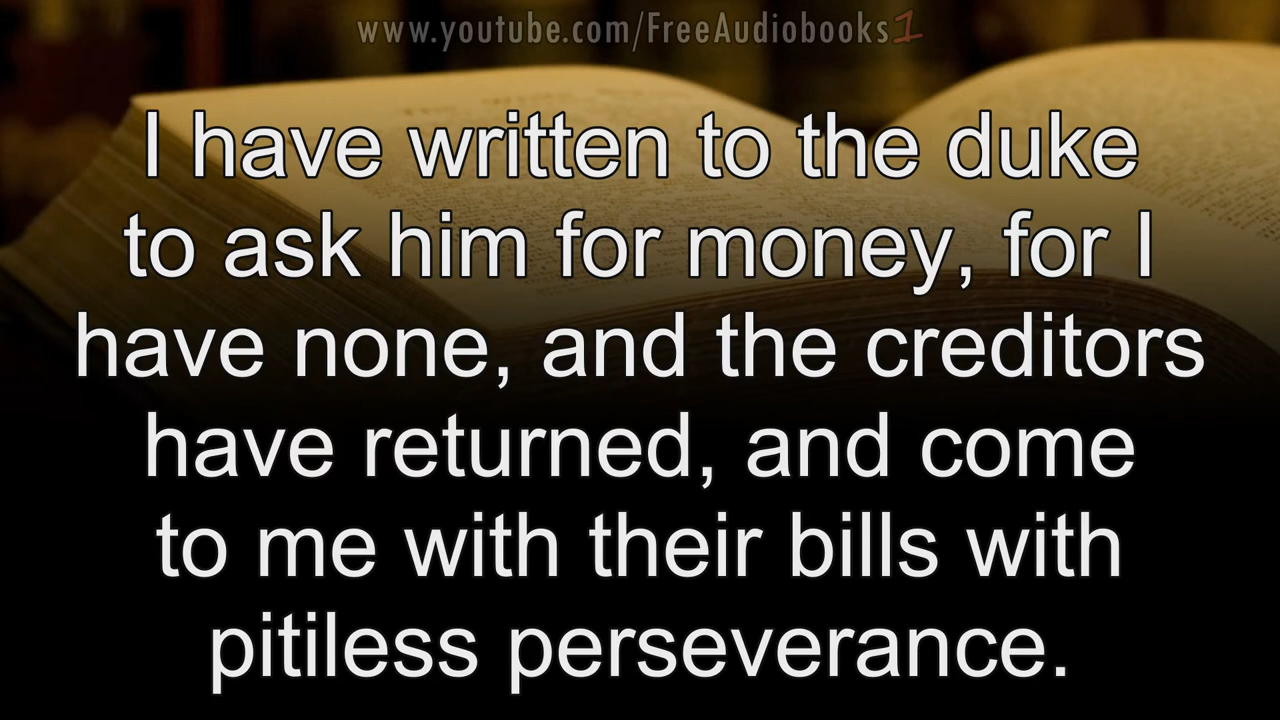 www.youtube.com/FreeAudiobooks1
I have written to the duke
to ask him for money, for I
have none, and the creditors
have returned, and come
to me with their bills with
pitiless perseverance.